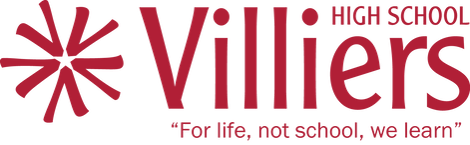 HIGH SCHOOL
Villiers
“For life, not school, we learn”